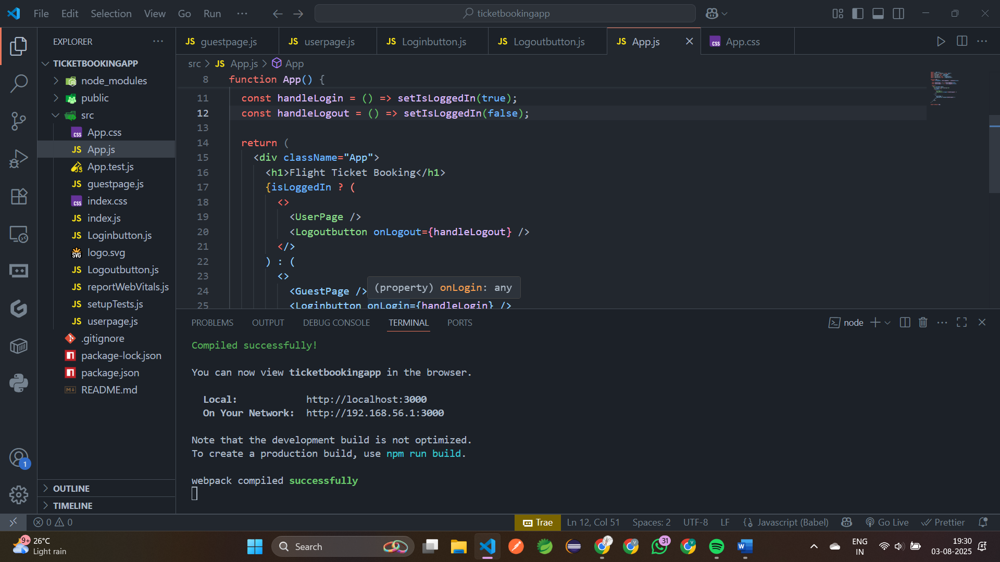 File Edit Selection View Go Run ··· ticketbookingapp
EXPLORER ···
TICKETBOOKINGAPP
node_modules
public
src
App.css
App.js
App.test.js
guestpage.js
index.css
index.js
Loginbutton.js
logo.svg
Logoutbutton.js
reportWebVitals.js
setupTests.js
userpage.js
.gitignore
package-lock.json
package.json
README.md
OUTLINE
TIMELINE
JS guestpage.js JS userpage.js JS Loginbutton.js JS Logoutbutton.js JS App.js App.css
src > JS App.js > App
8 function App() {
11 const handleLogin = () => setIsLoggedIn(true);
12 const handleLogout = () => setIsLoggedIn(false);
13
14 return (
15 <div className="App">
16 <h1>Flight Ticket Booking</h1>
17 {isLoggedIn ? (
18 <>
19 <UserPage />
20 <Logoutbutton onLogout={handleLogout} />
21 </>
22 ) : (
23 <>
24 <GuestPage />
(property) onLogin: any
25 <Loginbutton onLogin={handleLogin} />
PROBLEMS OUTPUT DEBUG CONSOLE TERMINAL PORTS node
Compiled successfully!
You can now view ticketbookingapp in the browser.
Local: http://localhost:3000
On Your Network: http://192.168.56.1:3000
Note that the development build is not optimized.
To create a production build, use npm run build.
webpack compiled successfully
1
0 0 Trae Ln 12, Col 51 Spaces: 2 UTF-8 LF Javascript (Babel) Go Live Prettier
9+ 26°C
Light rain
Search
31
ENG
IN
19:30
03-08-2025